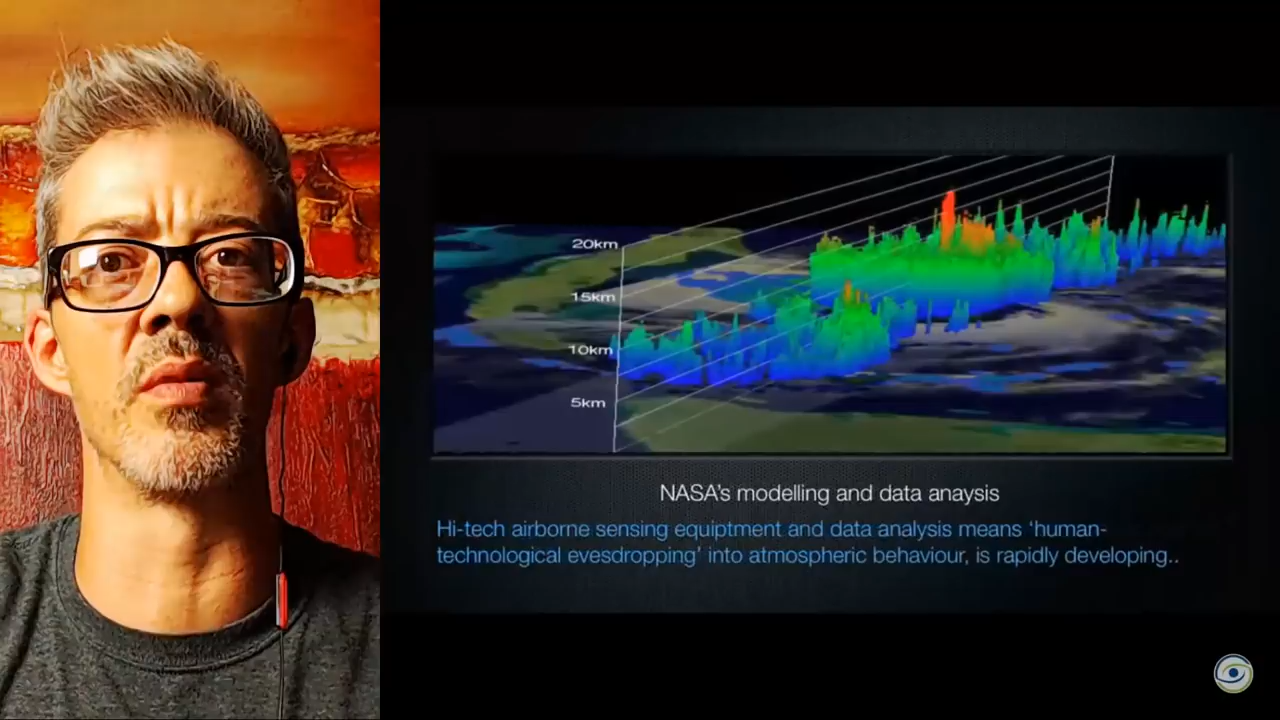 20km
15km
10km
5km
NASA's modelling and data anaysis
Hi-tech airborne sensing equiptment and data analysis means 'human-
technological evesdropping' into atmospheric behaviour, is rapidly developing..